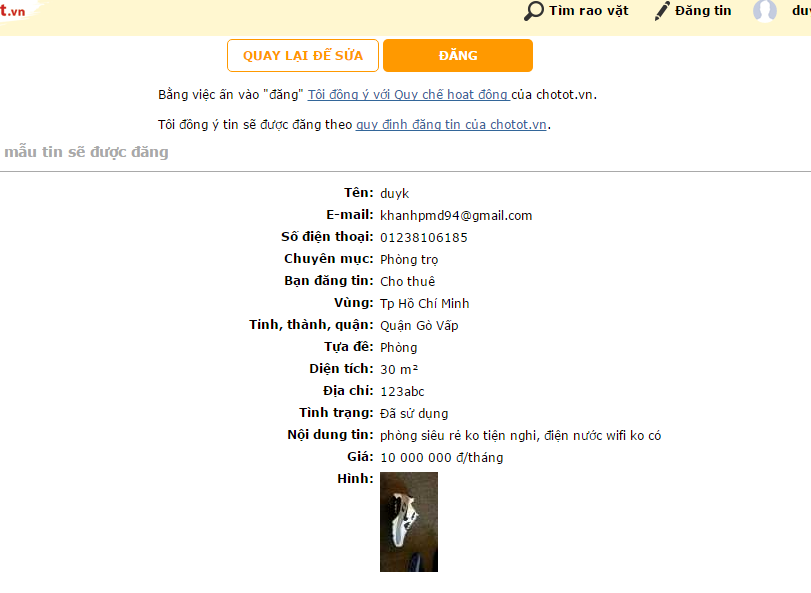 t.vn
Tìm rao vặt
Đăng tin
duy
QUAY LẠI ĐỂ SỬA
ĐĂNG
Bằng việc ấn vào "đăng" Tôi đồng ý với Quy chế hoạt động của chotot.vn.
Tôi đồng ý tin sẽ được đăng theo quy định đăng tin của chotot.vn.
mẫu tin sẽ được đăng
Tên: duyk
E-mail: khanhpmd94@gmail.com
Số điện thoại: 01238106185
Chuyên mục: Phòng trọ
Bạn đăng tin: Cho thuê
Vùng: Tp Hồ Chí Minh
Tỉnh, thành, quận: Quận Gò Vấp
Tựa đề: Phòng
Diện tích: 30 m²
Địa chỉ: 123abc
Tình trạng: Đã sử dụng
Nội dung tin: phòng siêu rẻ ko tiện nghi, điện nước wifi ko có
Giá: 10 000 000 đ/tháng
Hình: